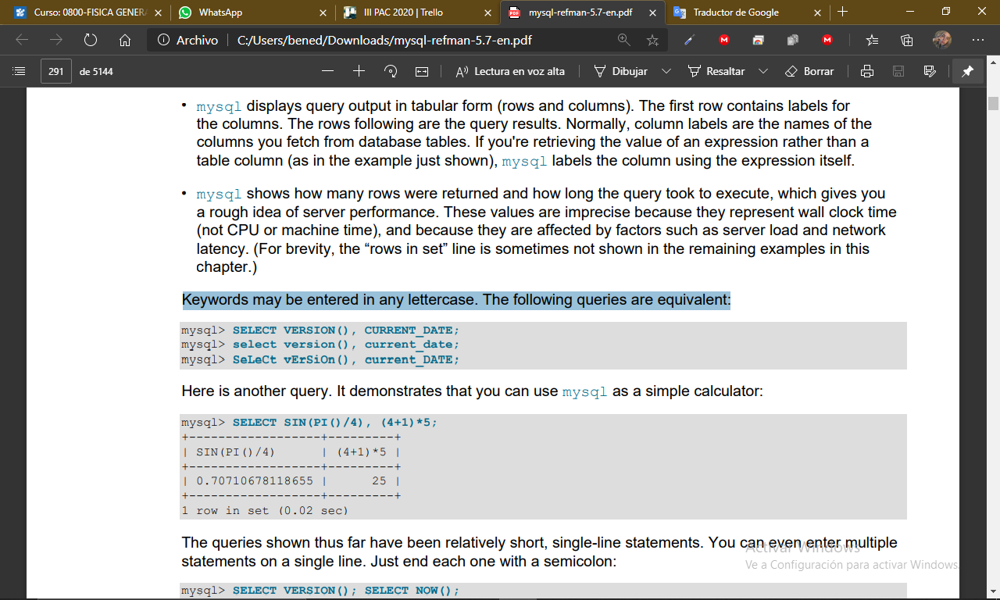 Curso: 0800-FISICA GENER
WhatsApp
III PAC 2020 | Trello
mysql-refman-5.7-en.pdf
Traductor de Google
Archivo
C:/Users/bened/Downloads/mysql-refman-5.7-en.pdf
291 de 5144
Lectura en voz alta
Dibujar
Resaltar
Borrar
• mysql displays query output in tabular form (rows and columns). The first row contains labels for
the columns. The rows following are the query results. Normally, column labels are the names of the
columns you fetch from database tables. If you're retrieving the value of an expression rather than a
table column (as in the example just shown), mysql labels the column using the expression itself.
• mysql shows how many rows were returned and how long the query took to execute, which gives you
a rough idea of server performance. These values are imprecise because they represent wall clock time
(not CPU or machine time), and because they are affected by factors such as server load and network
latency. (For brevity, the “rows in set” line is sometimes not shown in the remaining examples in this
chapter.)
Keywords may be entered in any lettercase. The following queries are equivalent:
mysql> SELECT VERSION(), CURRENT_DATE;
mysql> select version(), current_date;
mysql> SeLeCt vErSiOn(), current_DATE;
Here is another query. It demonstrates that you can use mysql as a simple calculator:
mysql> SELECT SIN(PI()/4), (4+1)*5;
+------------------+---------+
| SIN(PI()/4)      | (4+1)*5 |
+------------------+---------+
| 0.70710678118655 |      25 |
+------------------+---------+
1 row in set (0.02 sec)
The queries shown thus far have been relatively short, single-line statements. You can even enter multiple
statements on a single line. Just end each one with a semicolon:
mysql> SELECT VERSION(); SELECT NOW();
Activar Windows
Ve a Configuración para activar Windows.